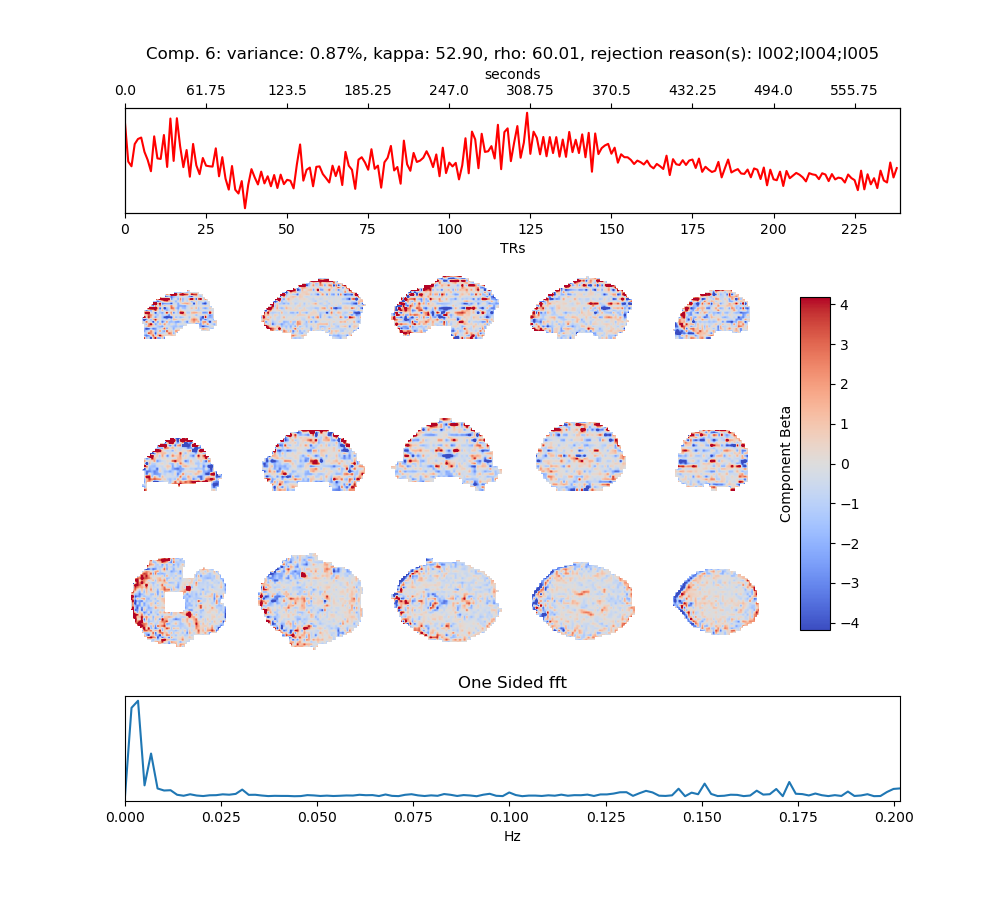 Comp. 6: variance: 0.87%, kappa: 52.90, rho: 60.01, rejection reason(s): I002;I004;I005
seconds
0.0 61.75 123.5 185.25 247.0 308.75 370.5 432.25 494.0 555.75
0 25 50 75 100 125 150 175 200 225
TRs
4
3
2
1
0
−1
−2
−3
−4
Component Beta
One Sided fft
0.000 0.025 0.050 0.075 0.100 0.125 0.150 0.175 0.200
Hz